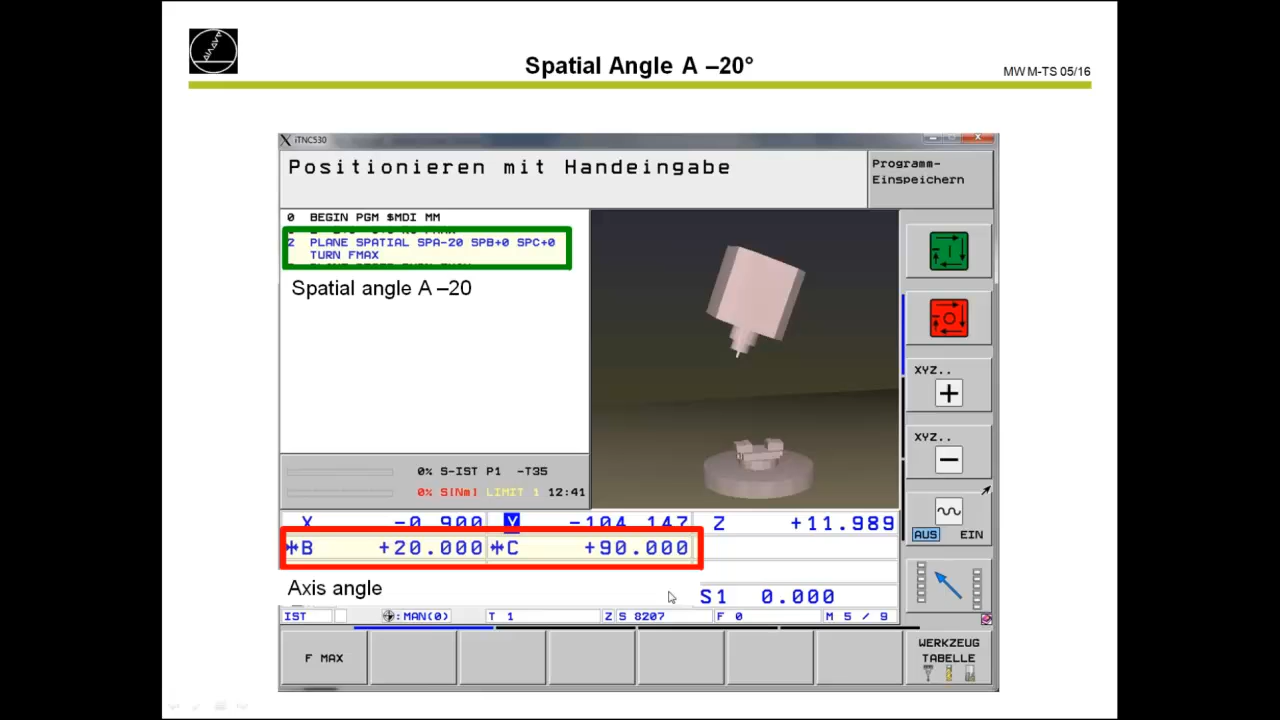 Spatial Angle A –20°
MW M-TS 05/16
iTNC530
Positionieren mit Handeingabe
Programm-
Einspeichern
0 BEGIN PGM $MDI MM
2 PLANE SPATIAL SPA-20 SPB+0 SPC+0
TURN FMAX
Spatial angle A –20
XYZ..
XYZ..
0% S-IST P1 -T35
0% S[Nm] LIMIT 1 12:41
AUS EIN
X -0.900 Y -104.147 Z +11.989
B +20.000 C +90.000
Axis angle
S1 0.000
IST :MAN(0) T 1 Z S 8207 F 0 M 5 / 9
F MAX
WERKZEUG
TABELLE